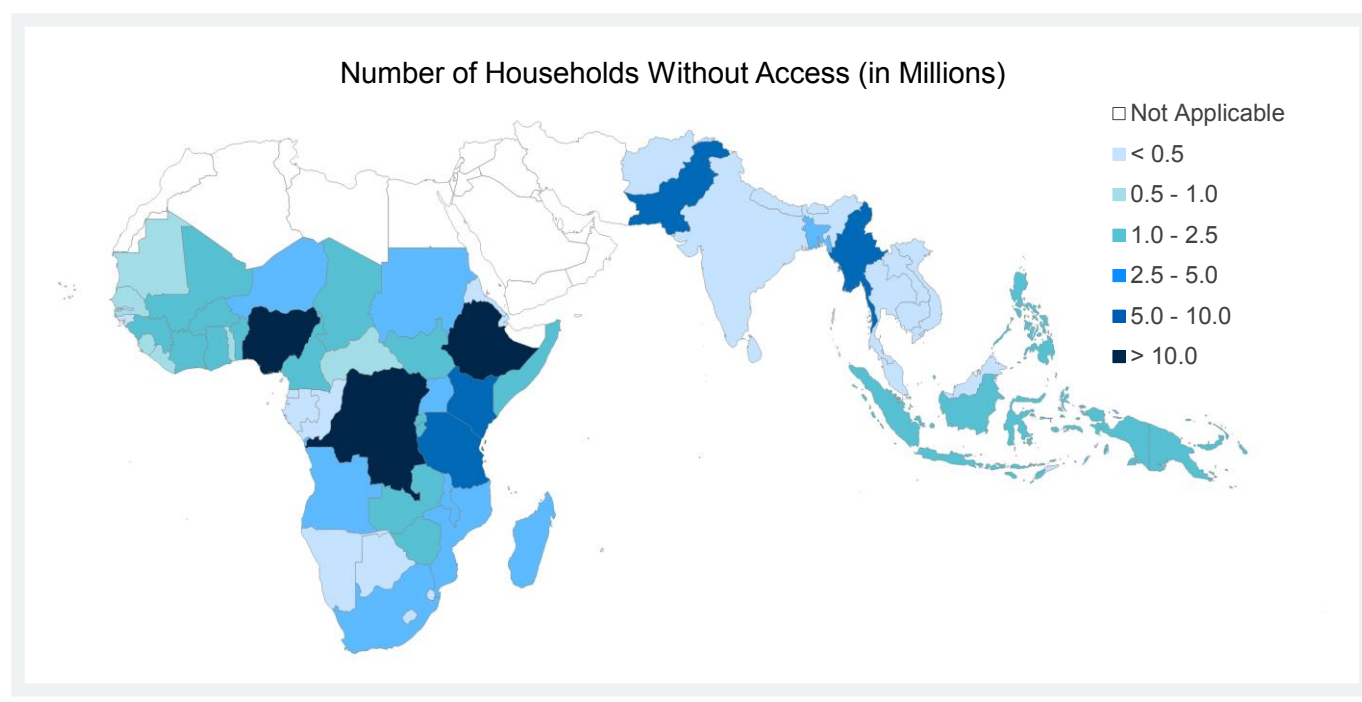 Number of Households Without Access (in Millions)
Not Applicable
< 0.5
0.5 - 1.0
1.0 - 2.5
2.5 - 5.0
5.0 - 10.0
> 10.0